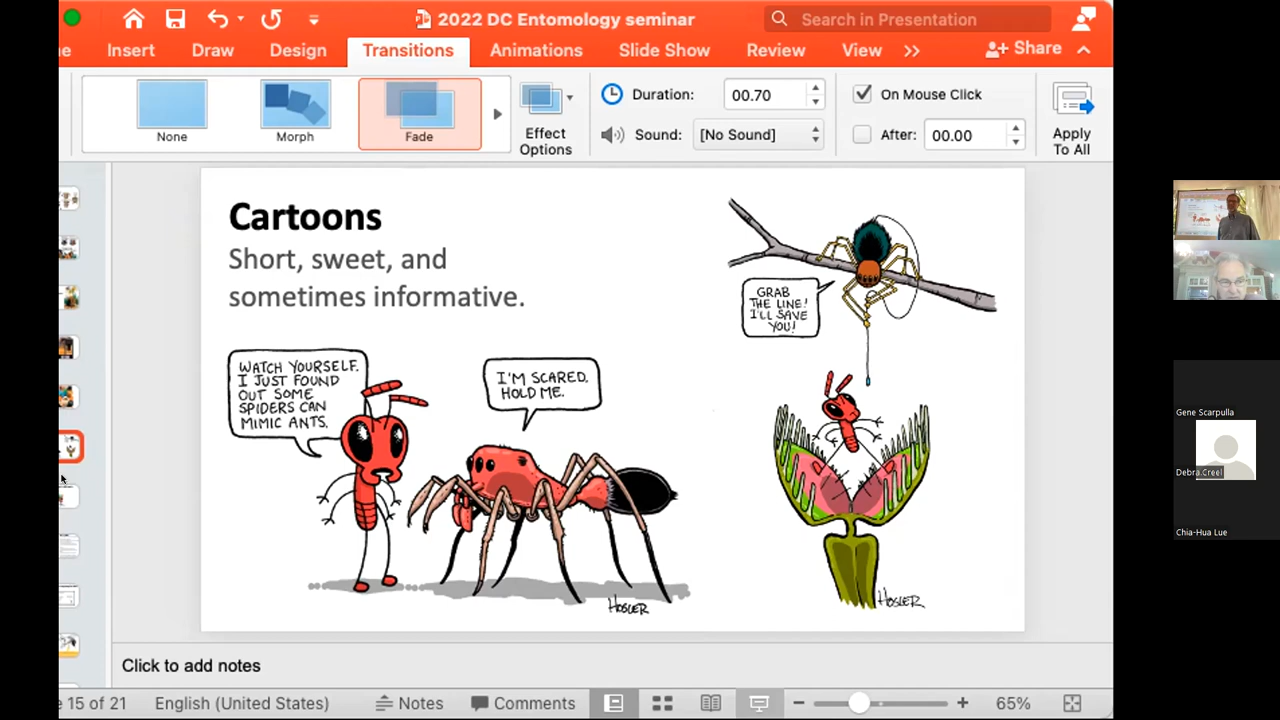 2022 DC Entomology seminar
Search in Presentation
ne
Insert
Draw
Design
Transitions
Animations
Slide Show
Review
View
Share
None
Morph
Fade
Effect
Options
Duration:
00.70
Sound:
[No Sound]
On Mouse Click
After:
00.00
Apply
To All
Cartoons
Short, sweet, and
sometimes informative.
GRAB
THE LINE!
I'LL SAVE
YOU!
WATCH YOURSELF.
I JUST FOUND
OUT SOME
SPIDERS CAN
MIMIC ANTS.
I'M SCARED.
HOLD ME.
HOSLER
HOSLER
Gene Scarpulla
Debra.Creel
Chia-Hua Lue
Click to add notes
e 15 of 21
English (United States)
Notes
Comments
65%